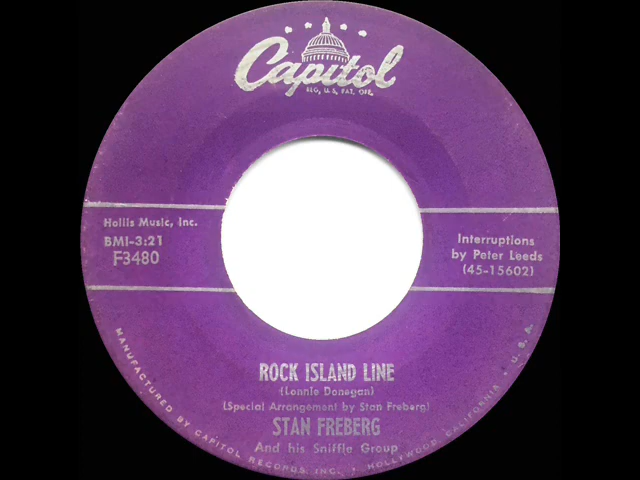 Capitol
REG. U.S. PAT. OFF.
Hollis Music, Inc.
BMI-3:21
F3480
Interruptions
by Peter Leeds
(45-15602)
ROCK ISLAND LINE
(Lonnie Donegan)
(Special Arrangement by Stan Freberg)
STAN FREBERG
And his Sniffle Group
MANUFACTURED BY CAPITOL RECORDS, INC. • HOLLYWOOD, CALIFORNIA • U.S.A.